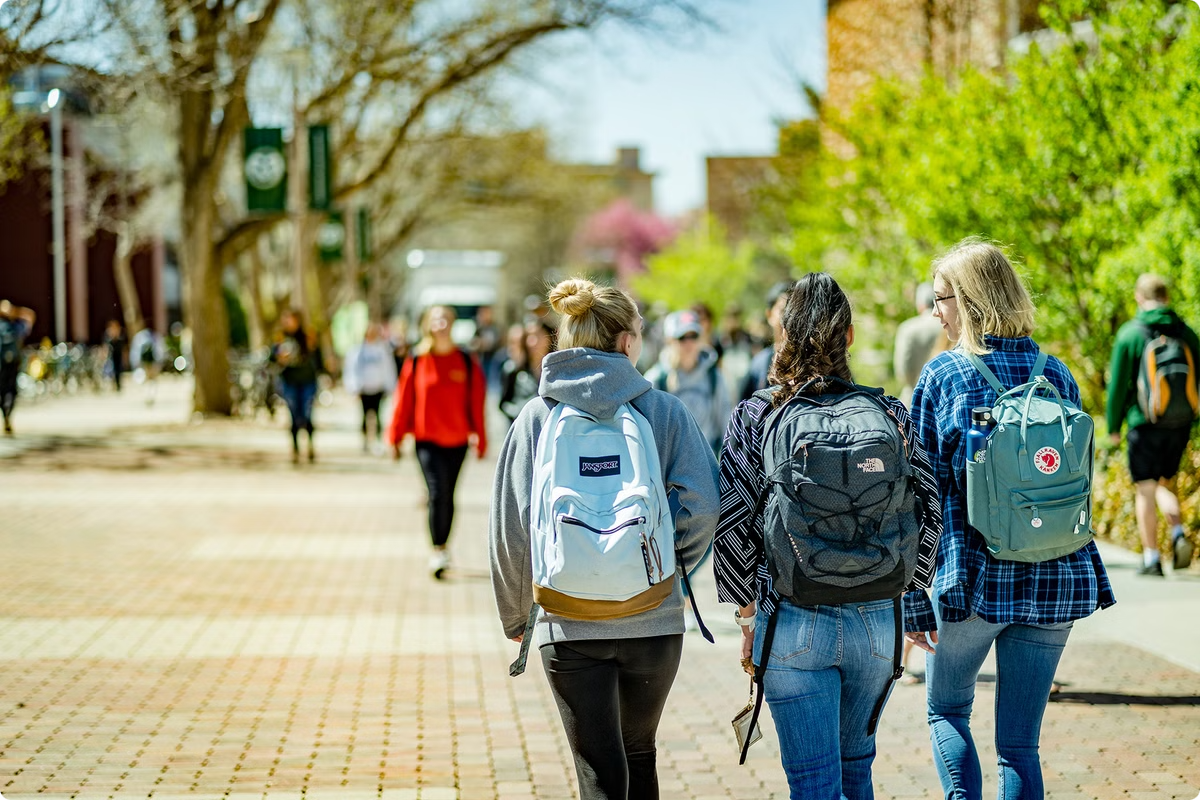 JANSPORT
THE
NORTH
FACE
FJÄLLRÄVEN
KÅNKEN